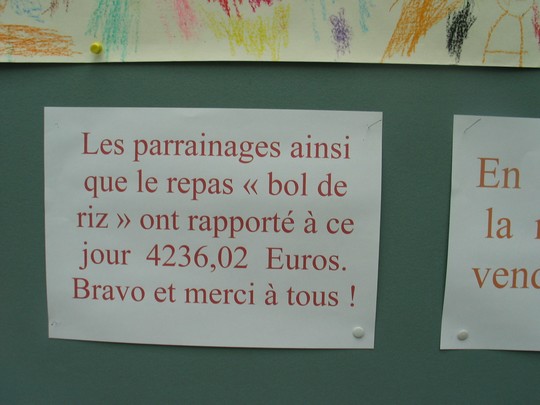 Les parrainages ainsi
que le repas « bol de
riz » ont rapporté à ce
jour 4236,02 Euros.
Bravo et merci à tous !
En
la